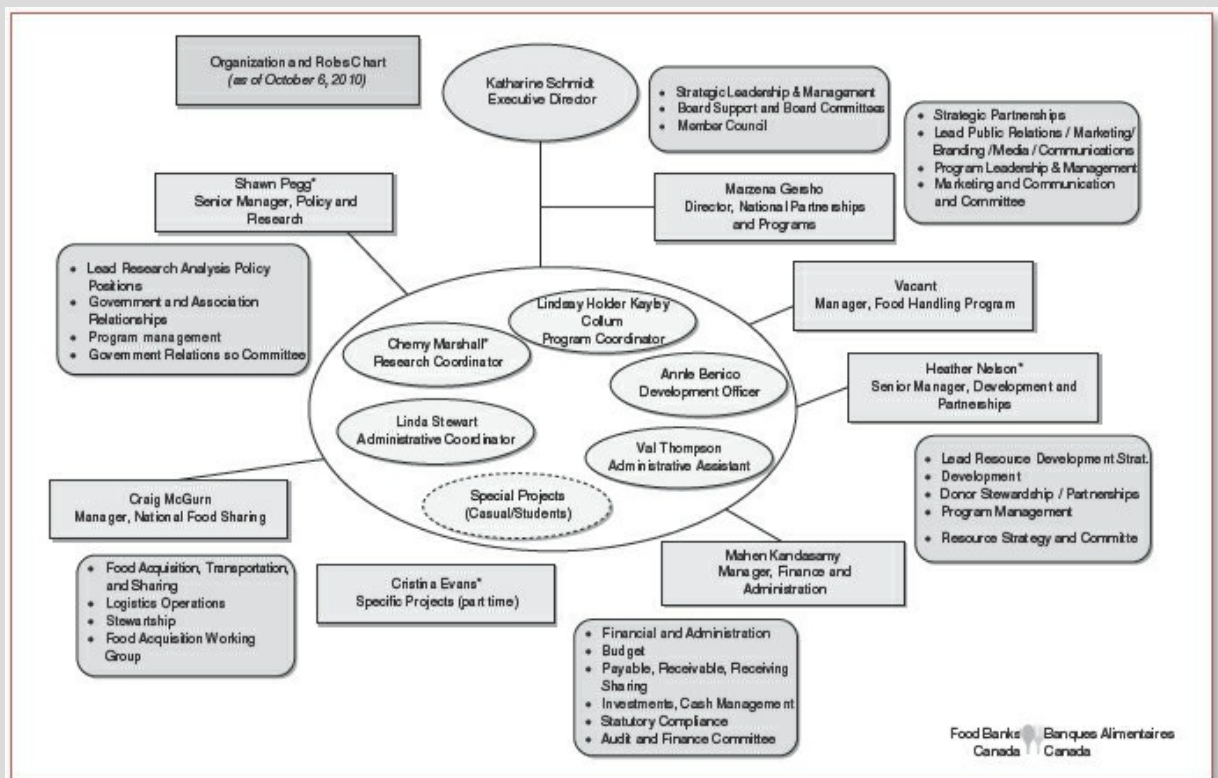 Organization and Roles Chart
(as of October 6, 2010)
Katharine Schmidt
Executive Director
• Strategic Leadership & Management
• Board Support and Board Committees
• Member Council
• Strategic Partnerships
• Lead Public Relations / Marketing/
Branding /Media / Communications
• Program Leadership & Management
• Marketing and Communication
and Committee
Shawn Pegg*
Senior Manager, Policy and
Research
Marzena Gersho
Director, National Partnerships
and Programs
• Lead Research Analysis Policy
Positions
• Government and Association
Relationships
• Program management
• Government Relations so Committee
Vacant
Manager, Food Handling Program
Lindsay Holder Kayley
Collum
Program Coordinator
Cherny Marshall*
Research Coordinator
Annie Benico
Development Officer
Heather Nelson*
Senior Manager, Development and
Partnerships
Linda Stewart
Administrative Coordinator
Val Thompson
Administrative Assistant
Special Projects
(Casual/Students)
• Lead Resource Development Strat.
• Development
• Donor Stewardship / Partnerships
• Program Management
• Resource Strategy and Committe
Craig McGurn
Manager, National Food Sharing
Mahen Kandasamy
Manager, Finance and
Administration
• Food Acquisition, Transportation,
and Sharing
• Logistics Operations
• Stewartship
• Food Acquisition Working
Group
Cristina Evans*
Specific Projects (part time)
• Financial and Administration
• Budget
• Payable, Receivable, Receiving
Sharing
• Investments, Cash Management
• Statutory Compliance
• Audit and Finance Committee
Food Banks Banques Alimentaires
Canada Canada